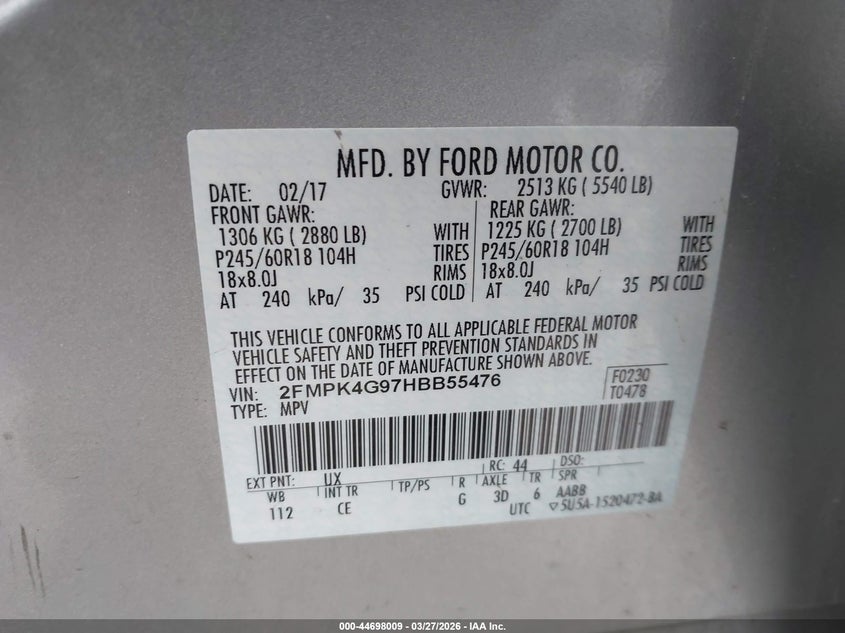 MFD. BY FORD MOTOR CO.
DATE: 02/17 GVWR: 2513 KG ( 5540 LB)
FRONT GAWR: REAR GAWR:
1306 KG ( 2880 LB) WITH 1225 KG ( 2700 LB) WITH
P245/60R18 104H TIRES P245/60R18 104H TIRES
18x8.0J RIMS 18x8.0J RIMS
AT 240 kPa/ 35 PSI COLD AT 240 kPa/ 35 PSI COLD
THIS VEHICLE CONFORMS TO ALL APPLICABLE FEDERAL MOTOR
VEHICLE SAFETY AND THEFT PREVENTION STANDARDS IN
EFFECT ON THE DATE OF MANUFACTURE SHOWN ABOVE.
VIN: 2FMPK4G97HBB55476 F0230
TYPE: MPV T0478
RC: 44 DSO:
EXT PNT: UX
WB INT TR TP/PS R AXLE TR SPR
112 CE G 3D 6 AABB
UTC 5U5A-1520472-BA
000-44698009 - 03/27/2026 - IAA Inc.